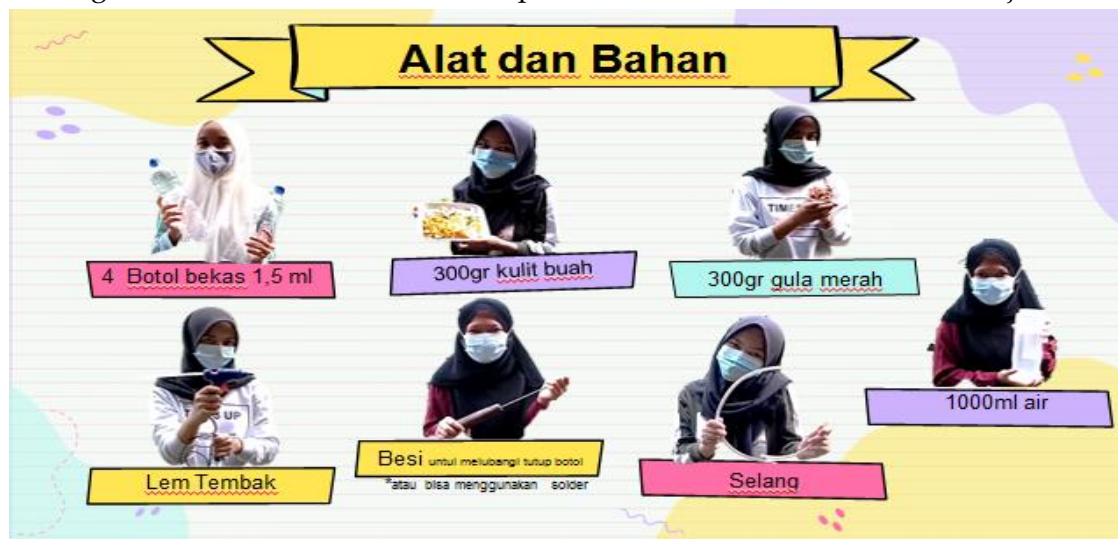 Alat dan Bahan
4 Botol bekas 1,5 ml
300gr kulit buah
300gr gula merah
1000ml air
Lem Tembak
Besi untul melubangi tutup botol
*atau bisa menggunakan solder
Selang